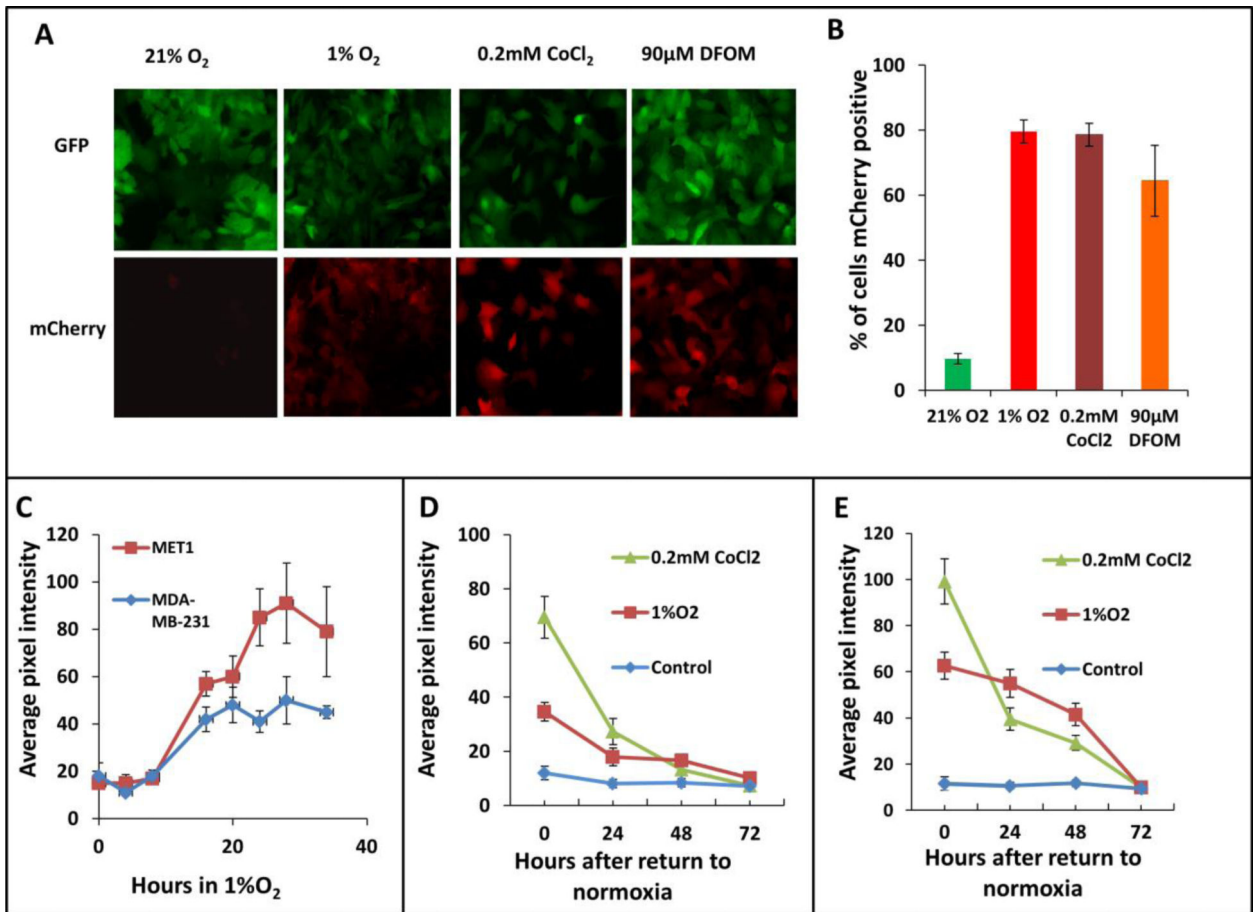 A
21% O₂
1% O₂
0.2mM CoCl₂
90µM DFOM
GFP
mCherry
B
% of cells mCherry positive
100
80
60
40
20
0
21% O2
1% O2
0.2mM
CoCl2
90µM
DFOM
C
Average pixel intensity
120
100
80
60
40
20
0
MET1
MDA-
MB-231
0
20
40
Hours in 1%O₂
D
Average pixel intensity
100
80
60
40
20
0
0.2mM CoCl2
1%O2
Control
0
24
48
72
Hours after return to
normoxia
E
Average pixel intensity
120
100
80
60
40
20
0
0.2mM CoCl2
1%O2
Control
0
24
48
72
Hours after return to
normoxia